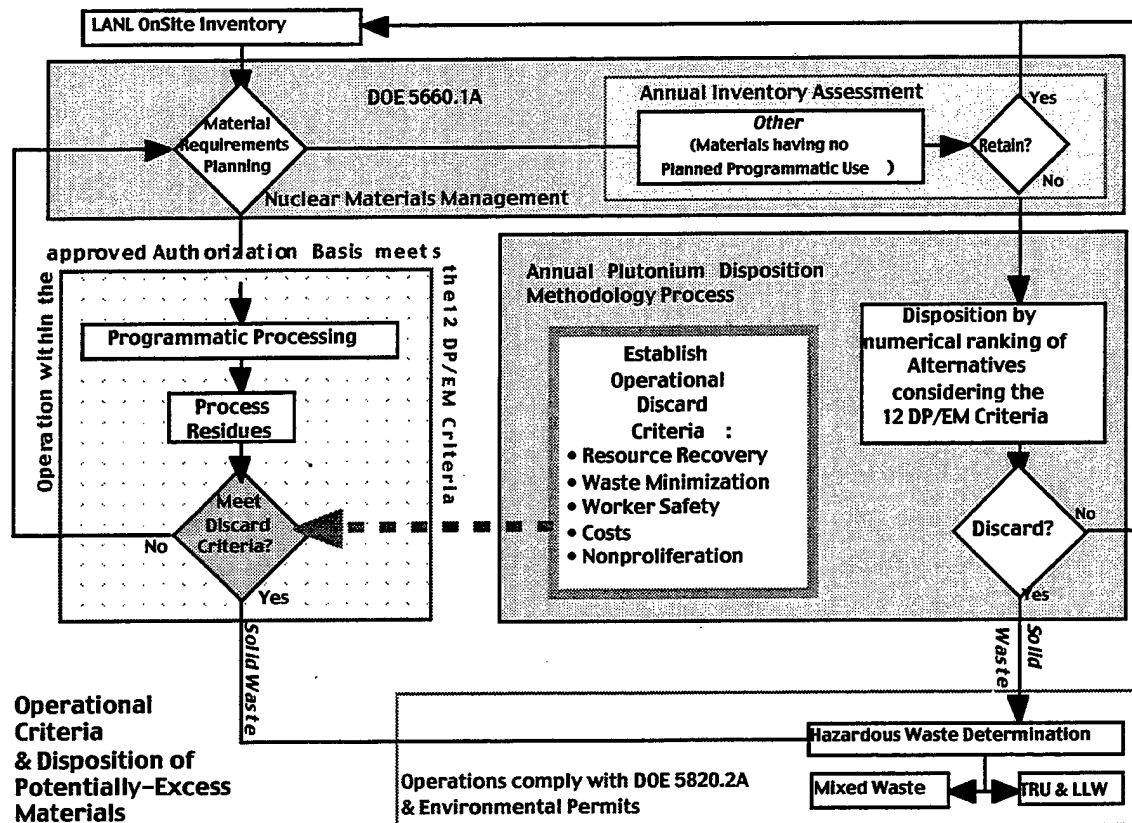 LANL OnSite Inventory
DOE 5660.1A
Annual Inventory Assessment
Yes
Material
Requirements
Planning
Other
(Materials having no
Planned Programmatic Use )
Retain?
No
Nuclear Materials Management
approved Authorization Basis meets
the12 DP/EM Criteria
Operation within the
Programmatic Processing
Process
Residues
Meet
Discard
Criteria?
No
Yes
Solid Waste
Annual Plutonium Disposition
Methodology Process
Establish
Operational
Discard
Criteria :
• Resource Recovery
• Waste Minimization
• Worker Safety
• Costs
• Nonproliferation
Disposition by
numerical ranking of
Alternatives
considering the
12 DP/EM Criteria
Discard?
No
Yes
Solid
Waste
Operational
Criteria
& Disposition of
Potentially-Excess
Materials
Hazardous Waste Determination
Operations comply with DOE 5820.2A
& Environmental Permits
Mixed Waste
TRU & LLW